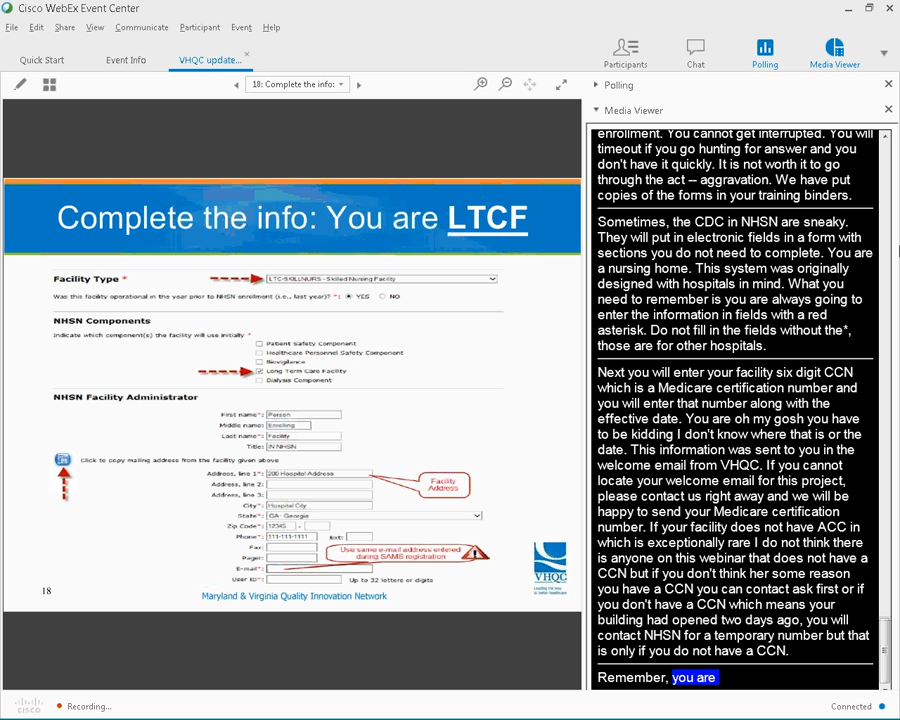 Cisco WebEx Event Center
File Edit Share View Communicate Participant Event Help
Quick Start Event Info VHQC update...
Participants Chat Polling Media Viewer
18: Complete the info:
Complete the info: You are LTCF
Facility Type * LTC-SKILLNURS - Skilled Nursing Facility
Was this facility operational in the year prior to NHSN enrollment (i.e., last year)? *: YES NO
NHSN Components
Indicate which component(s) the facility will use initially *
Patient Safety Component
Healthcare Personnel Safety Component
Biovigilance
Long Term Care Facility
Dialysis Component
NHSN Facility Administrator
First name*: Person
Middle name: Enrolling
Last name*: Facility
Title: IN NHSN
Click to copy mailing address from the facility given above
Address, line 1*: 200 Hospital Address
Address, line 2:
Address, line 3:
Facility
Address
City*: Hospital City
State*: GA - Georgia
Zip Code*: 12345 -
Phone*: 111-111-1111 Ext:
Fax:
Pager:
Use same e-mail address entered
during SAMS registration
E-mail*:
User ID*: Up to 32 letters or digits
VHQC
18
Maryland & Virginia Quality Innovation Network
Polling
Media Viewer
enrollment. You cannot get interrupted. You will
timeout if you go hunting for answer and you
don't have it quickly. It is not worth it to go
through the act -- aggravation. We have put
copies of the forms in your training binders.
Sometimes, the CDC in NHSN are sneaky.
They will put in electronic fields in a form with
sections you do not need to complete. You are
a nursing home. This system was originally
designed with hospitals in mind. What you
need to remember is you are always going to
enter the information in fields with a red
asterisk. Do not fill in the fields without the*,
those are for other hospitals.
Next you will enter your facility six digit CCN
which is a Medicare certification number and
you will enter that number along with the
effective date. You are oh my gosh you have
to be kidding I don't know where that is or the
date. This information was sent to you in the
welcome email from VHQC. If you cannot
locate your welcome email for this project,
please contact us right away and we will be
happy to send your Medicare certification
number. If your facility does not have ACC in
which is exceptionally rare I do not think there
is anyone on this webinar that does not have a
CCN but if you don't think her some reason
you have a CCN you can contact ask first or if
you don't have a CCN which means your
building had opened two days ago, you will
contact NHSN for a temporary number but that
is only if you do not have a CCN.
Remember, you are
cisco Recording...
Connected